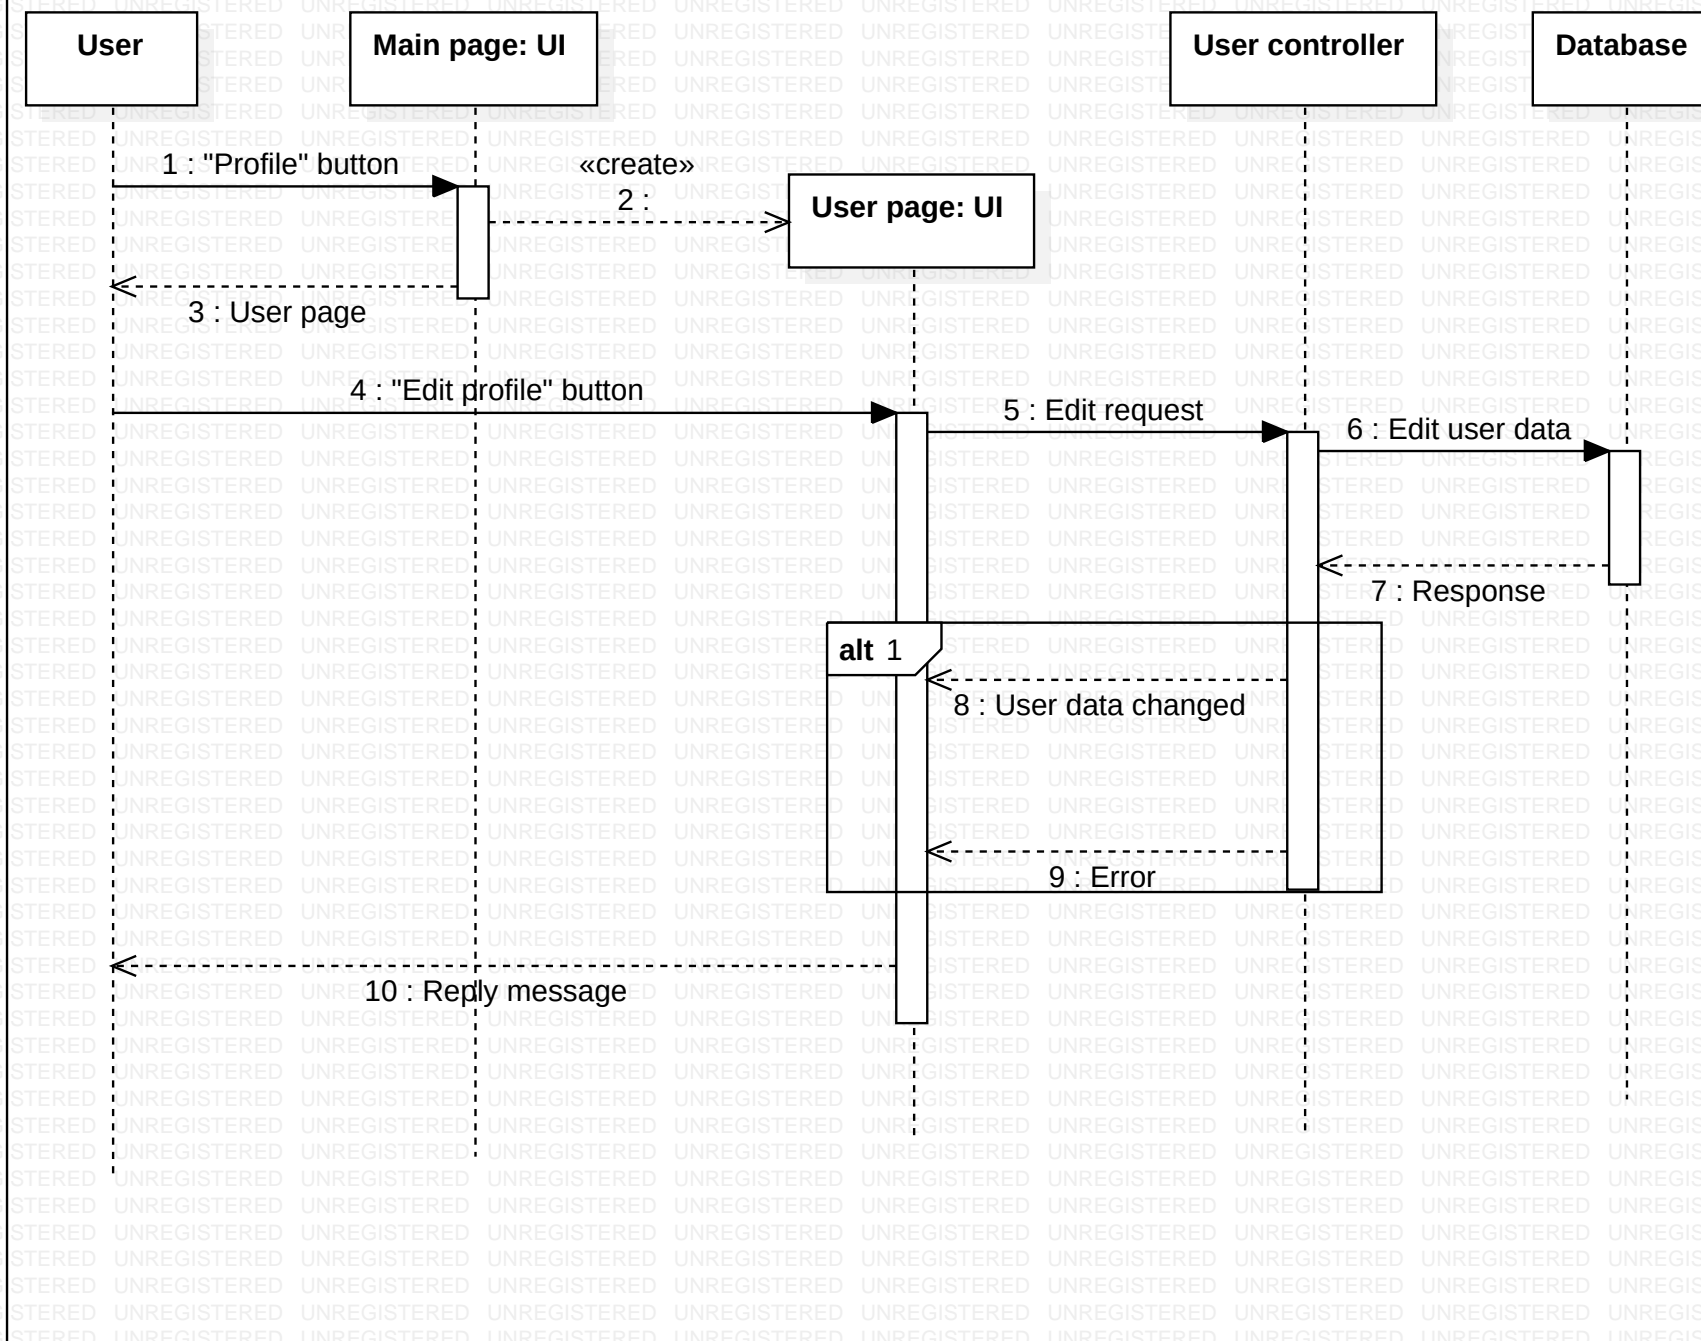 User
Main page: UI
User controller
Database
1 : "Profile" button
«create»
2 :
User page: UI
3 : User page
4 : "Edit profile" button
5 : Edit request
6 : Edit user data
7 : Response
alt 1
8 : User data changed
9 : Error
10 : Reply message
UNREGISTERED